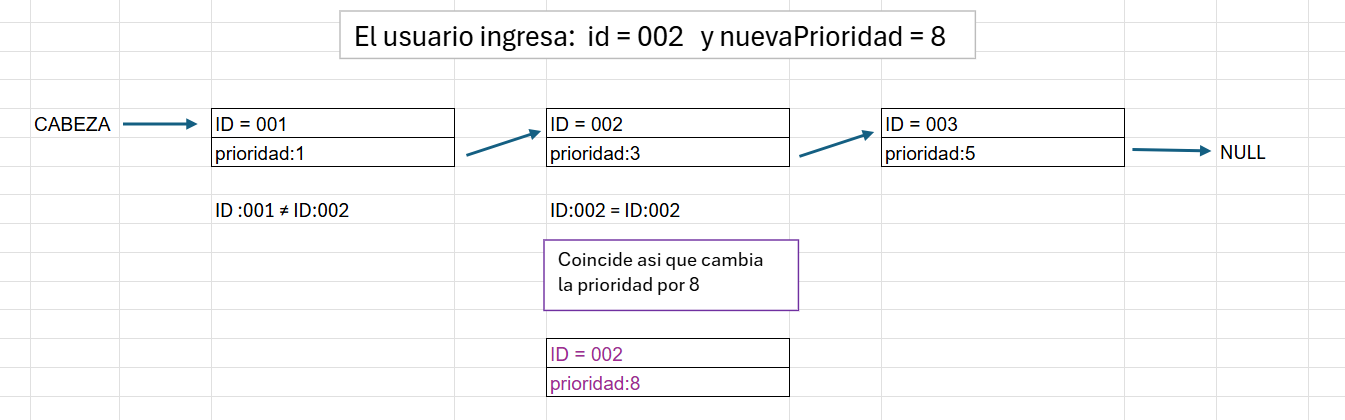 El usuario ingresa: id = 002 y nuevaPrioridad = 8
CABEZA
ID = 001
prioridad:1
ID = 002
prioridad:3
ID = 003
prioridad:5
NULL
ID :001 ≠ ID:002
ID:002 = ID:002
Coincide asi que cambia
la prioridad por 8
ID = 002
prioridad:8